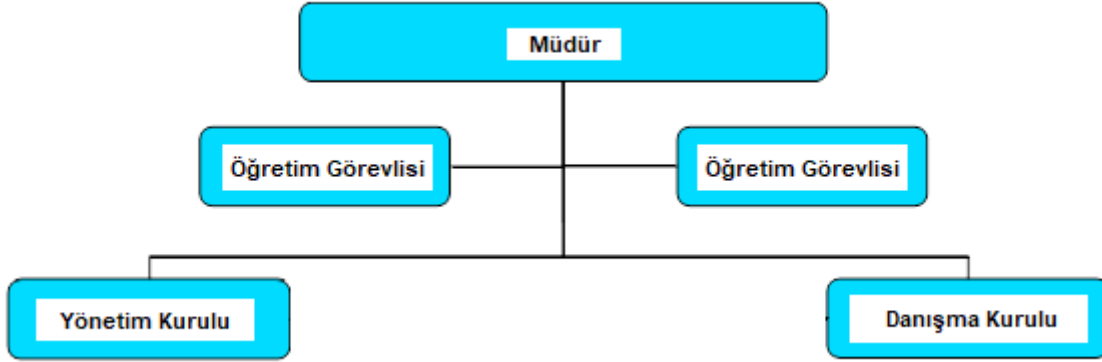 Müdür
Öğretim Görevlisi
Öğretim Görevlisi
Yönetim Kurulu
Danışma Kurulu